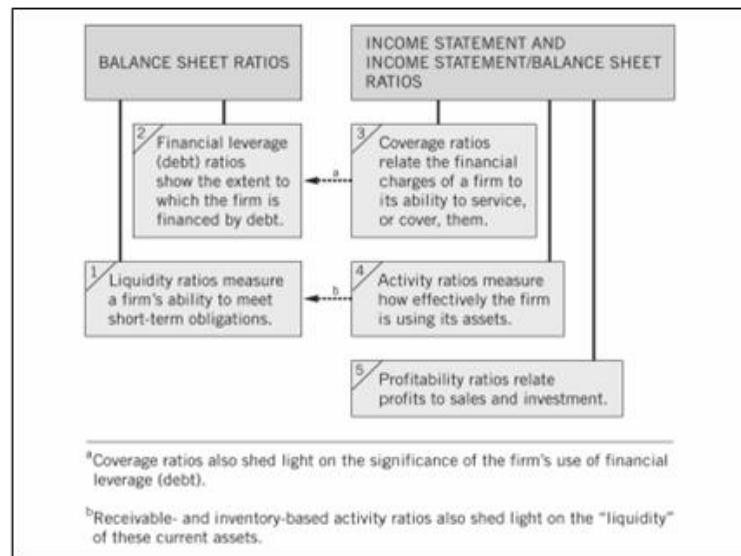 BALANCE SHEET RATIOS
INCOME STATEMENT AND
INCOME STATEMENT/BALANCE SHEET
RATIOS
2
Financial leverage
(debt) ratios
show the extent to
which the firm is
financed by debt.
a
3
Coverage ratios
relate the financial
charges of a firm to
its ability to service,
or cover, them.
1
Liquidity ratios measure
a firm's ability to meet
short-term obligations.
b
4
Activity ratios measure
how effectively the firm
is using its assets.
5
Profitability ratios relate
profits to sales and investment.
aCoverage ratios also shed light on the significance of the firm's use of financial
leverage (debt).
bReceivable- and inventory-based activity ratios also shed light on the "liquidity"
of these current assets.